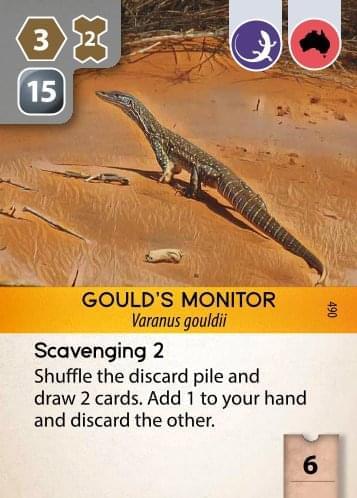 3
2
15
GOULD'S MONITOR
Varanus gouldii
490
Scavenging 2
Shuffle the discard pile and
draw 2 cards. Add 1 to your hand
and discard the other.
6